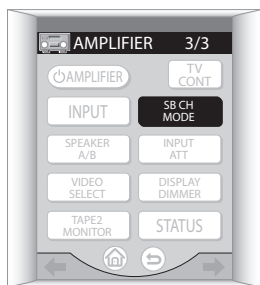 AMPLIFIER 3/3
AMPLIFIER
TV
CONT
INPUT
SB CH
MODE
SPEAKER
A/B
INPUT
ATT
VIDEO
SELECT
DISPLAY
DIMMER
TAPE2
MONITOR
STATUS